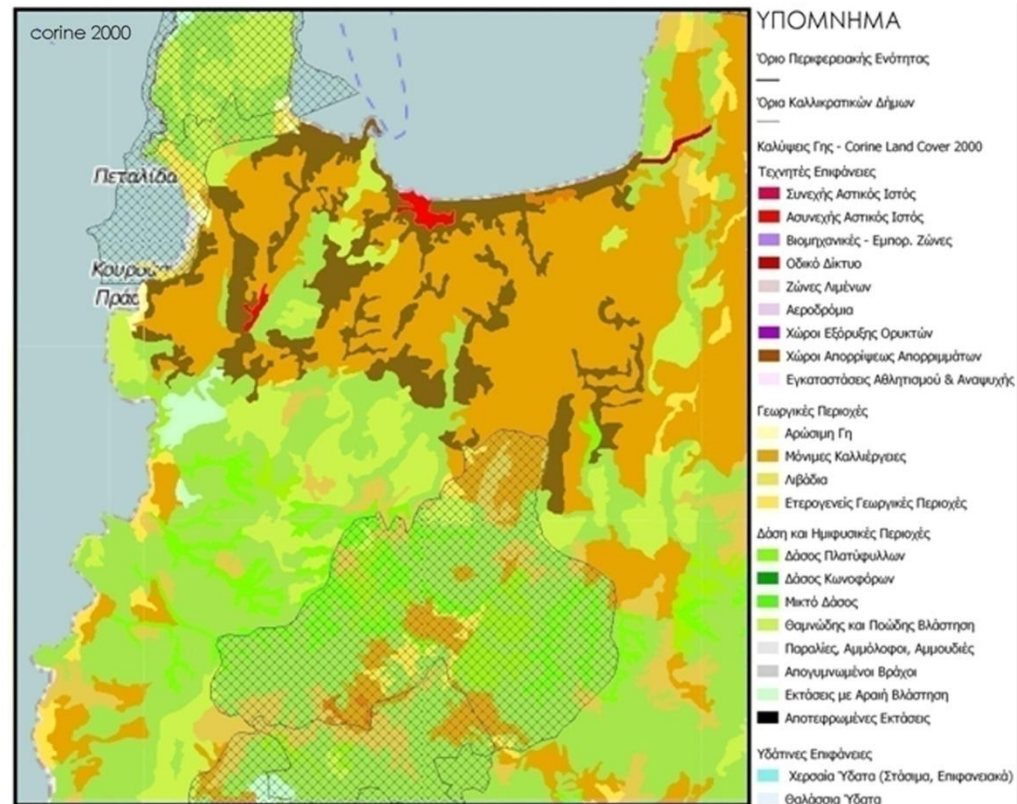 corine 2000
Πεταλίδα
Κουρου
Πράσ
ΥΠΟΜΝΗΜΑ
Όριο Περιφερειακής Ενότητας
Όρια Καλλικρατικών Δήμων
Καλύψεις Γης - Corine Land Cover 2000
Τεχνητές Επιφάνειες
Συνεχής Αστικός Ιστός
Ασυνεχής Αστικός Ιστός
Βιομηχανικές - Εμπορ. Ζώνες
Οδικό Δίκτυο
Ζώνες Λιμένων
Αεροδρόμια
Χώροι Εξόρυξης Ορυκτών
Χώροι Απορρίψεως Απορριμμάτων
Εγκαταστάσεις Αθλητισμού & Αναψυχής
Γεωργικές Περιοχές
Αρώσιμη Γη
Μόνιμες Καλλιέργειες
Λιβάδια
Ετερογενείς Γεωργικές Περιοχές
Δάση και Ημιφυσικές Περιοχές
Δάσος Πλατύφυλλων
Δάσος Κωνοφόρων
Μικτό Δάσος
Θαμνώδης και Ποώδης Βλάστηση
Παραλίες, Αμμόλοφοι, Αμμουδιές
Απογυμνωμένοι Βράχοι
Εκτάσεις με Αραιή Βλάστηση
Αποτεφρωμένες Εκτάσεις
Υδάτινες Επιφάνειες
Χερσαία Ύδατα (Στάσιμα, Επιφανειακά)
Θαλάσσια Ύδατα